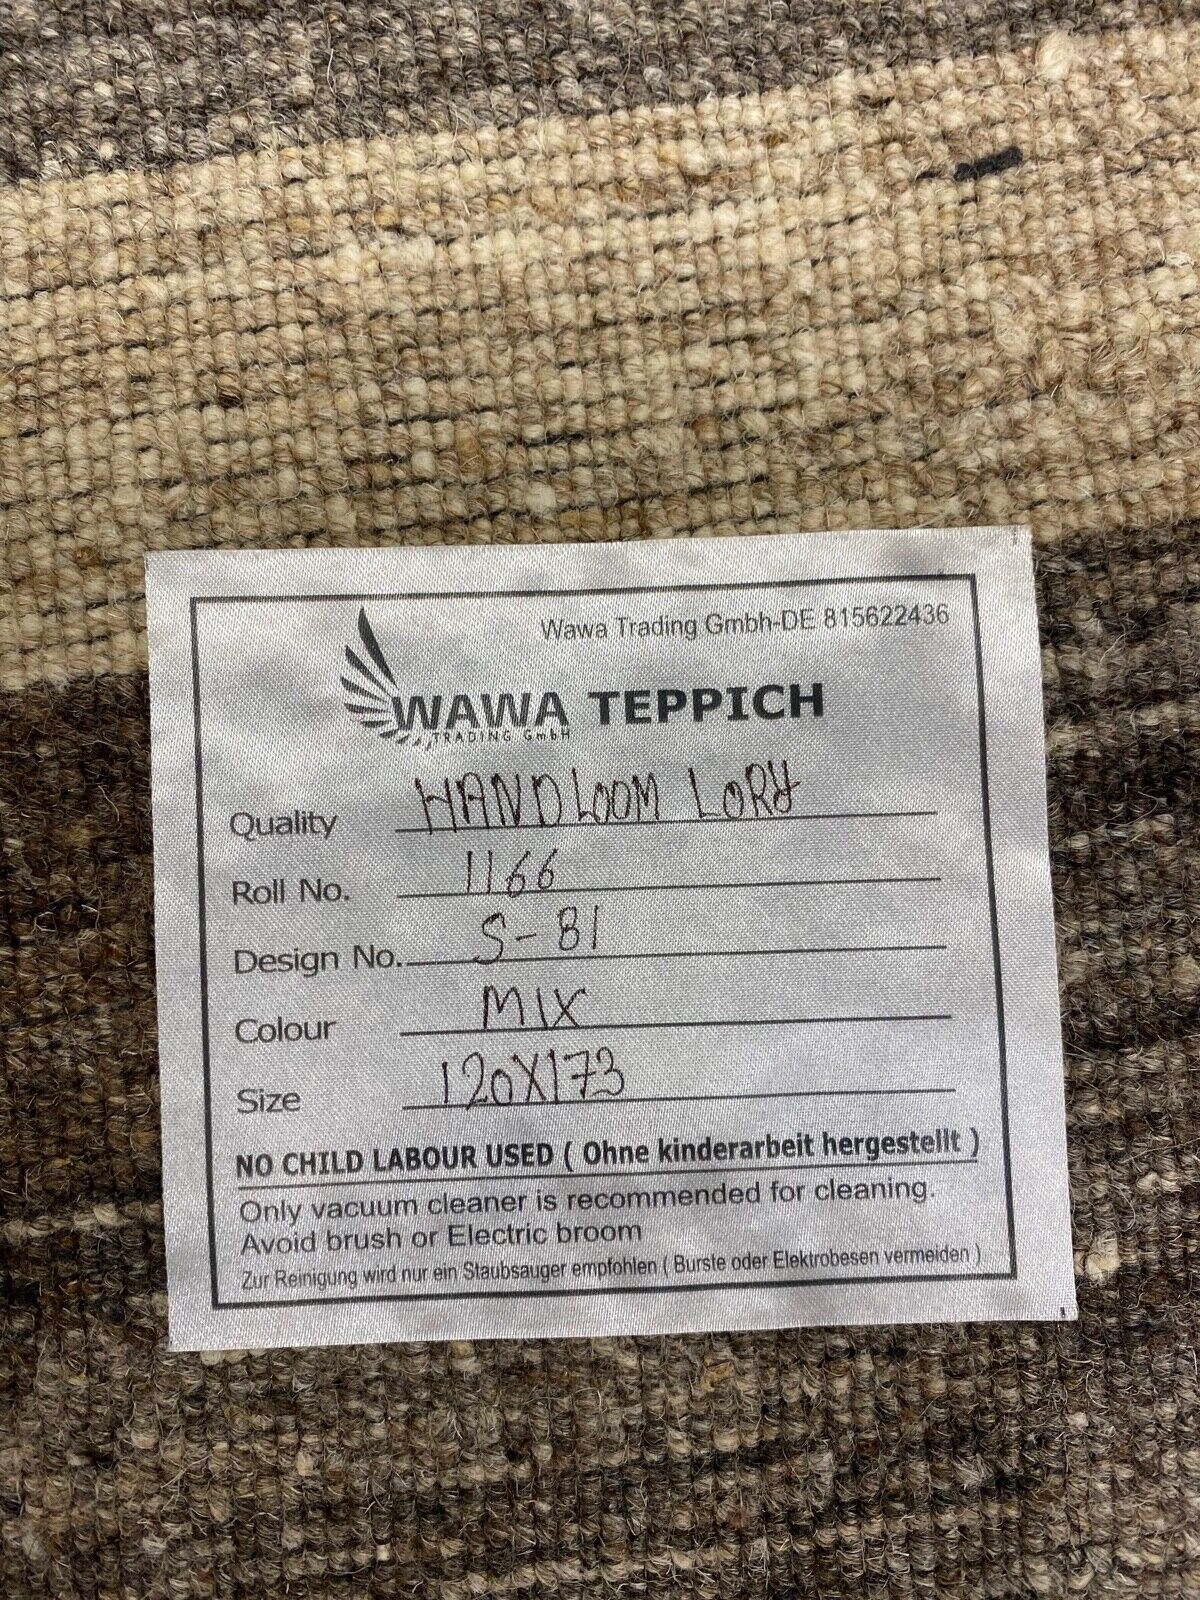 Wawa Trading Gmbh-DE 815622436
WAWA TEPPICH
TRADING GmbH
Quality HANDLOOM LORY
Roll No. 1166
Design No. S-81
Colour MIX
Size 120X173
NO CHILD LABOUR USED ( Ohne kinderarbeit hergestellt )
Only vacuum cleaner is recommended for cleaning.
Avoid brush or Electric broom
Zur Reinigung wird nur ein Staubsauger empfohlen ( Burste oder Elektrobesen vermeiden )